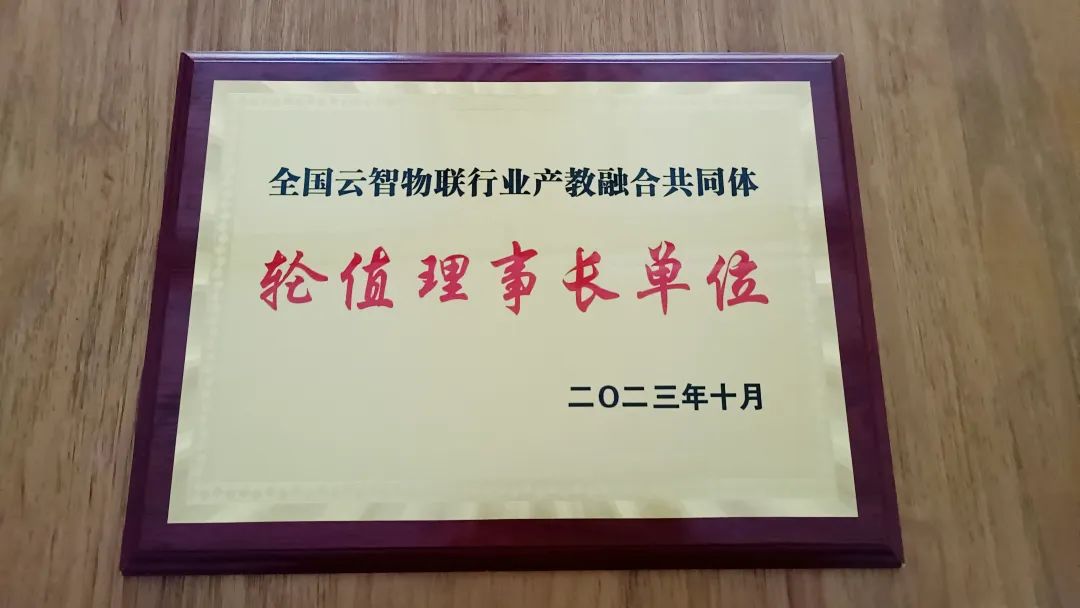 全国云智物联行业产教融合共同体
轮值理事长单位
二〇二三年十月